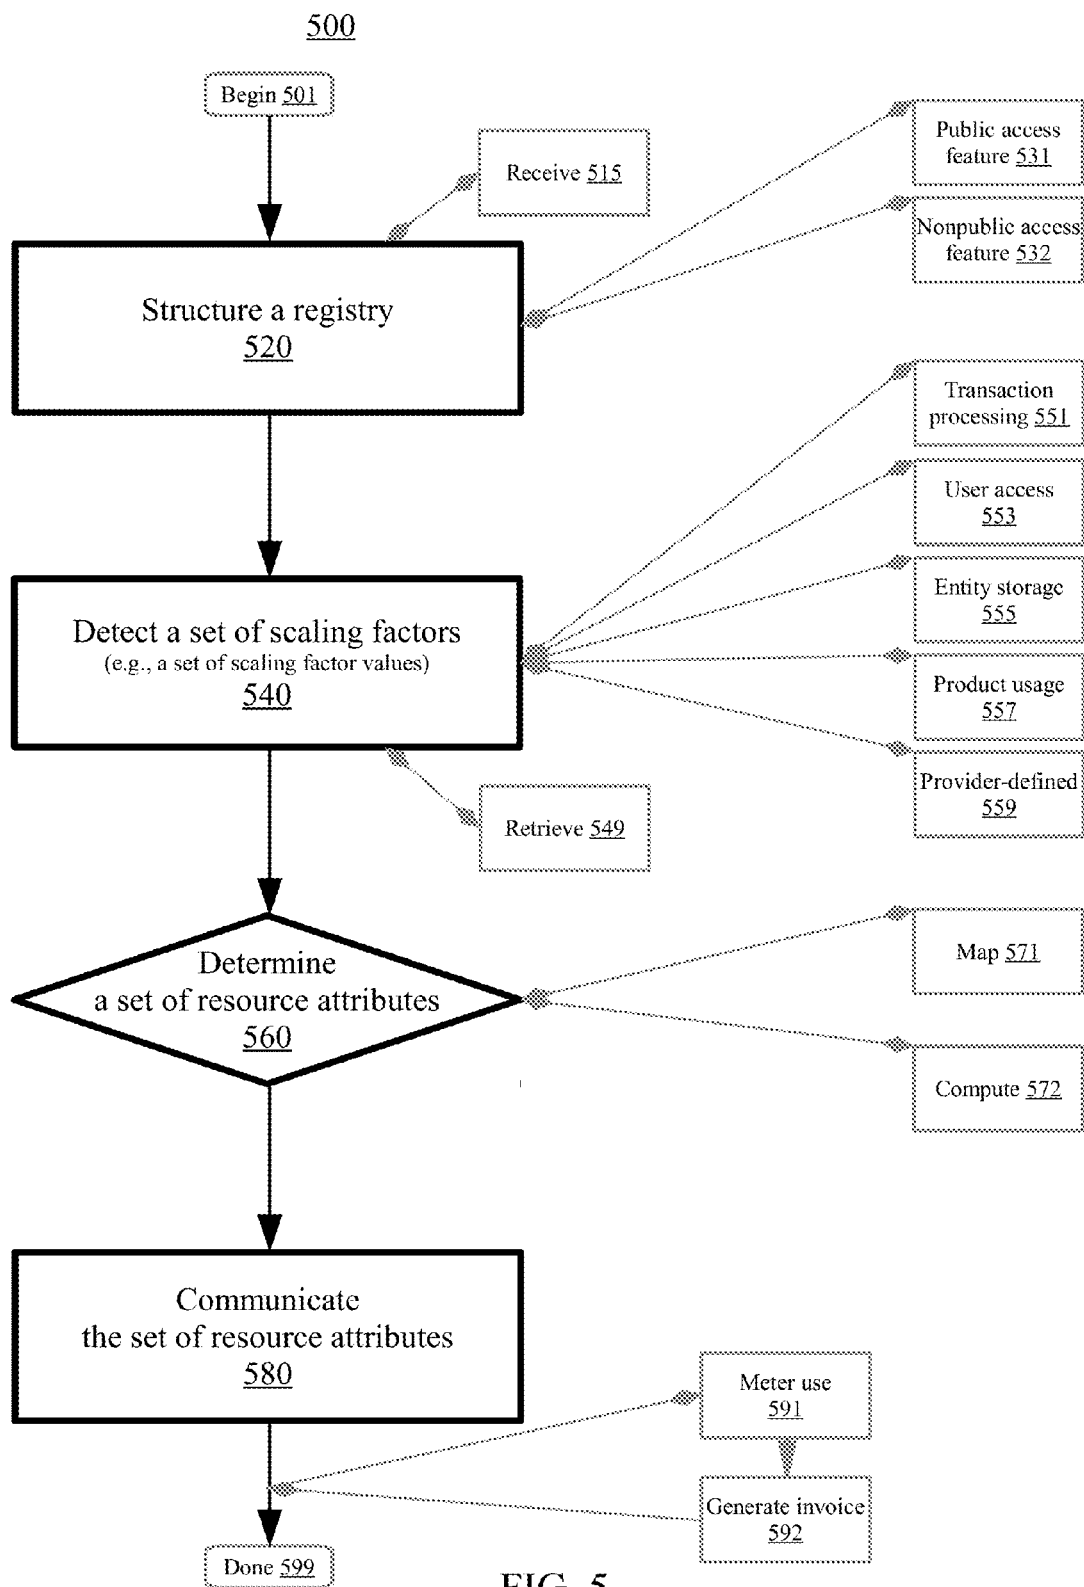 500
Begin 501
Receive 515
Public access
feature 531
Nonpublic access
feature 532
Structure a registry
520
Transaction
processing 551
User access
553
Entity storage
555
Product usage
557
Provider-defined
559
Detect a set of scaling factors
(e.g., a set of scaling factor values)
540
Retrieve 549
Determine
a set of resource attributes
560
Map 571
Compute 572
Communicate
the set of resource attributes
580
Meter use
591
Generate invoice
592
Done 599
FIG. 5